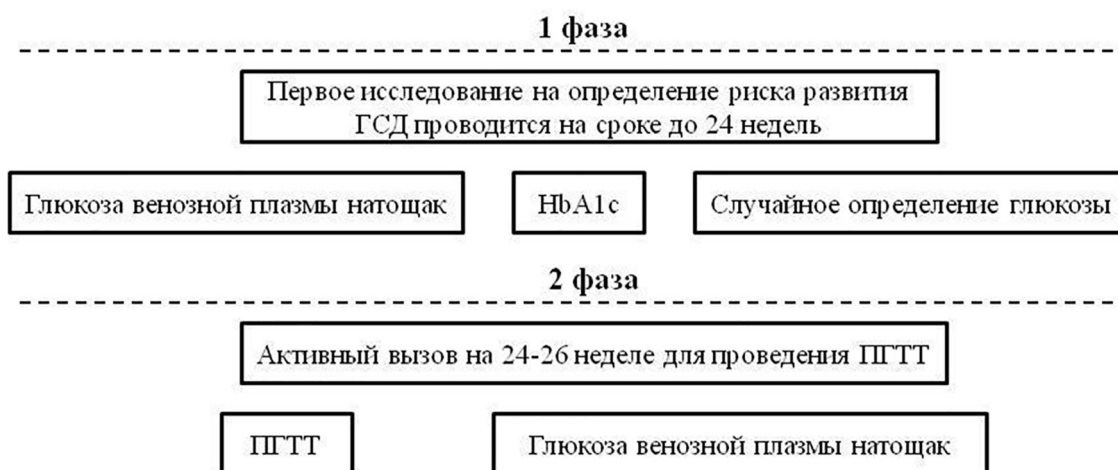 1 фаза
Первое исследование на определение риска развития
ГСД проводится на сроке до 24 недель
Глюкоза венозной плазмы натощак
HbA1c
Случайное определение глюкозы
2 фаза
Активный вызов на 24-26 неделе для проведения ПГТТ
ПГТТ
Глюкоза венозной плазмы натощак